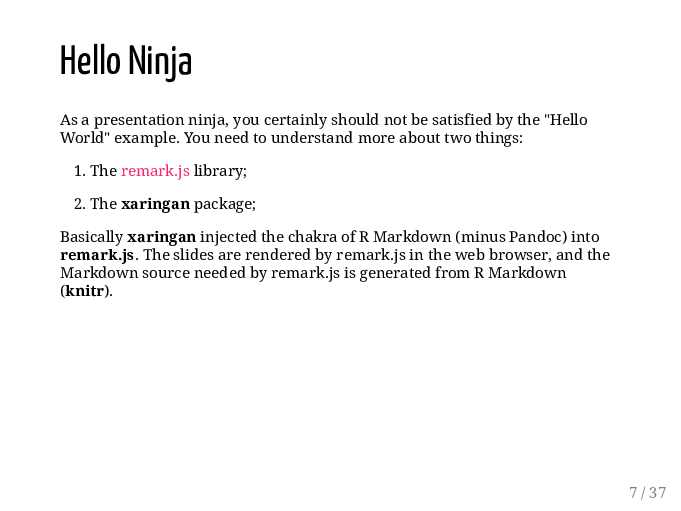 Hello Ninja
As a presentation ninja, you certainly should not be satisfied by the "Hello
World" example. You need to understand more about two things:
1. The remark.js library;
2. The xaringan package;
Basically xaringan injected the chakra of R Markdown (minus Pandoc) into
remark.js. The slides are rendered by remark.js in the web browser, and the
Markdown source needed by remark.js is generated from R Markdown
(knitr).
7 / 37